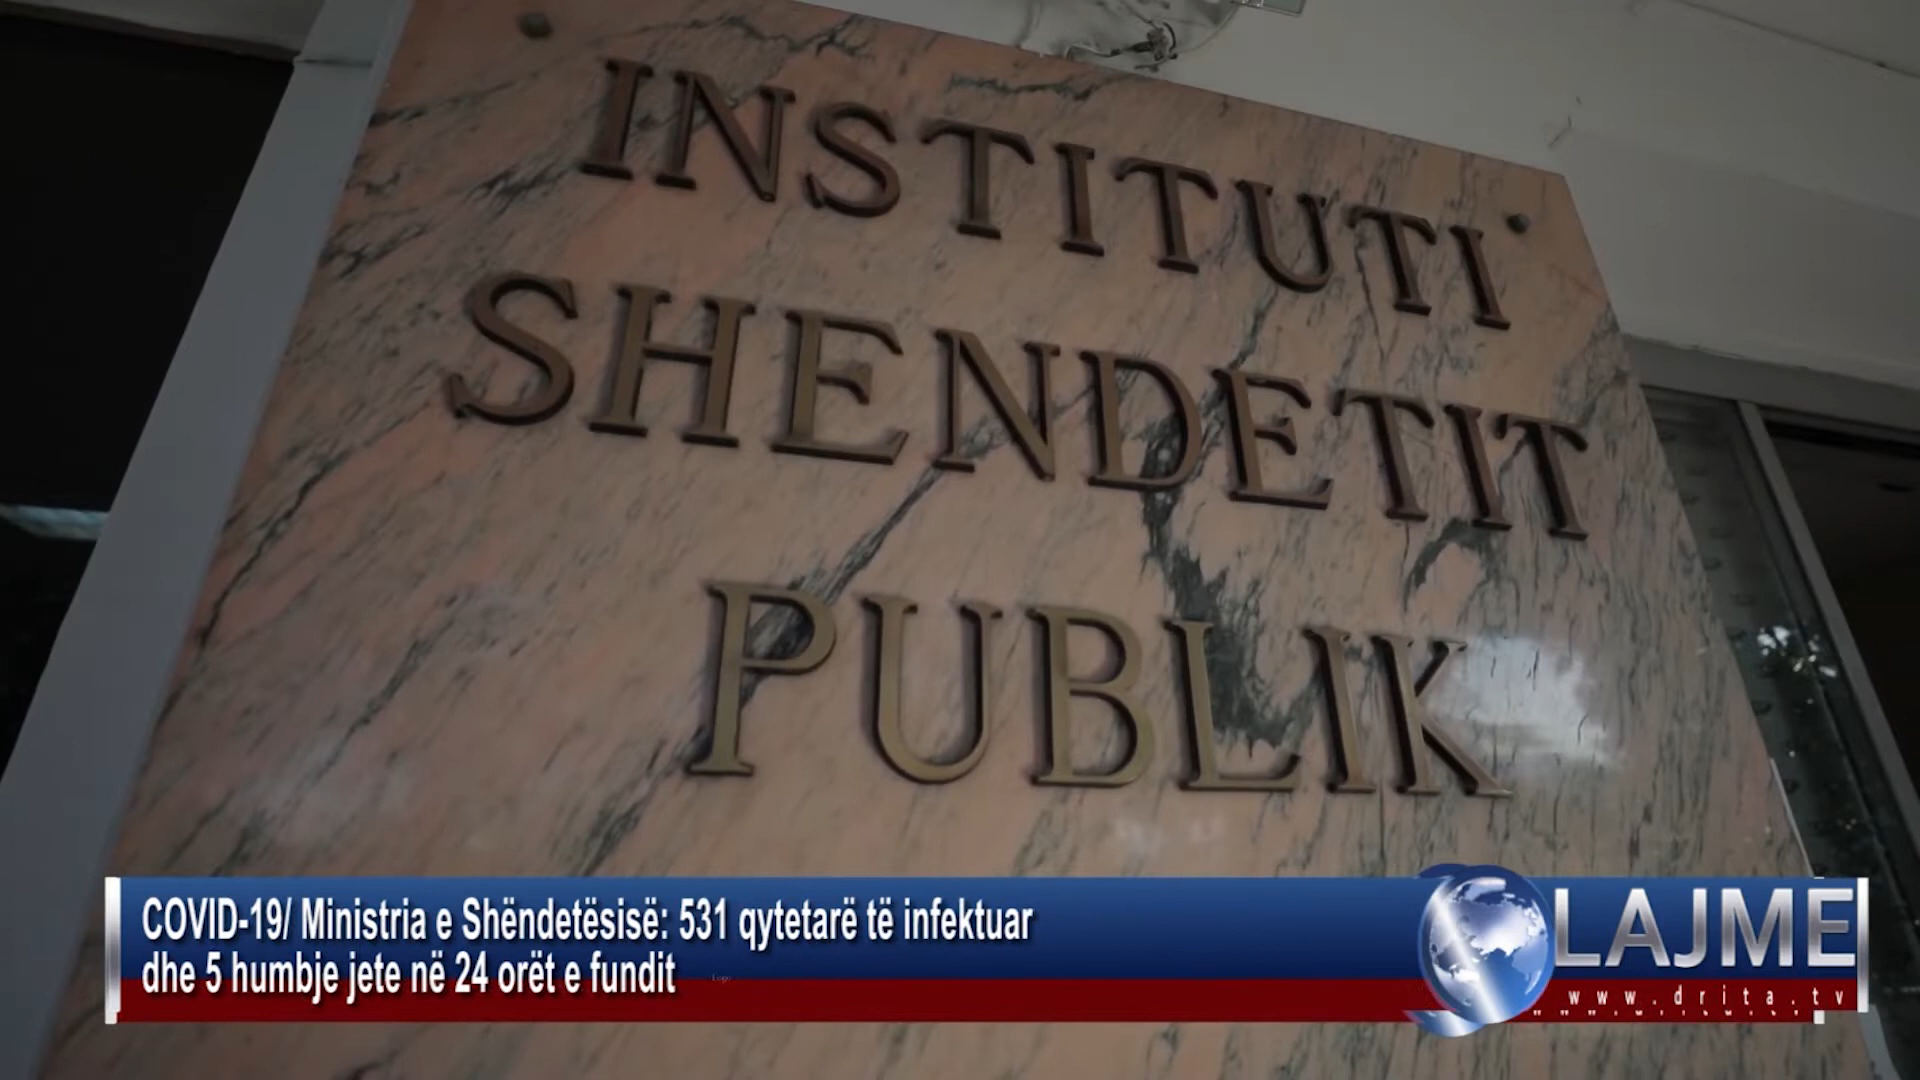 INSTITUTI
SHENDETIT
PUBLIK
COVID-19/ Ministria e Shëndetësisë: 531 qytetarë të infektuar
dhe 5 humbje jete në 24 orët e fundit
Logo
LAJME
www.drita.tv